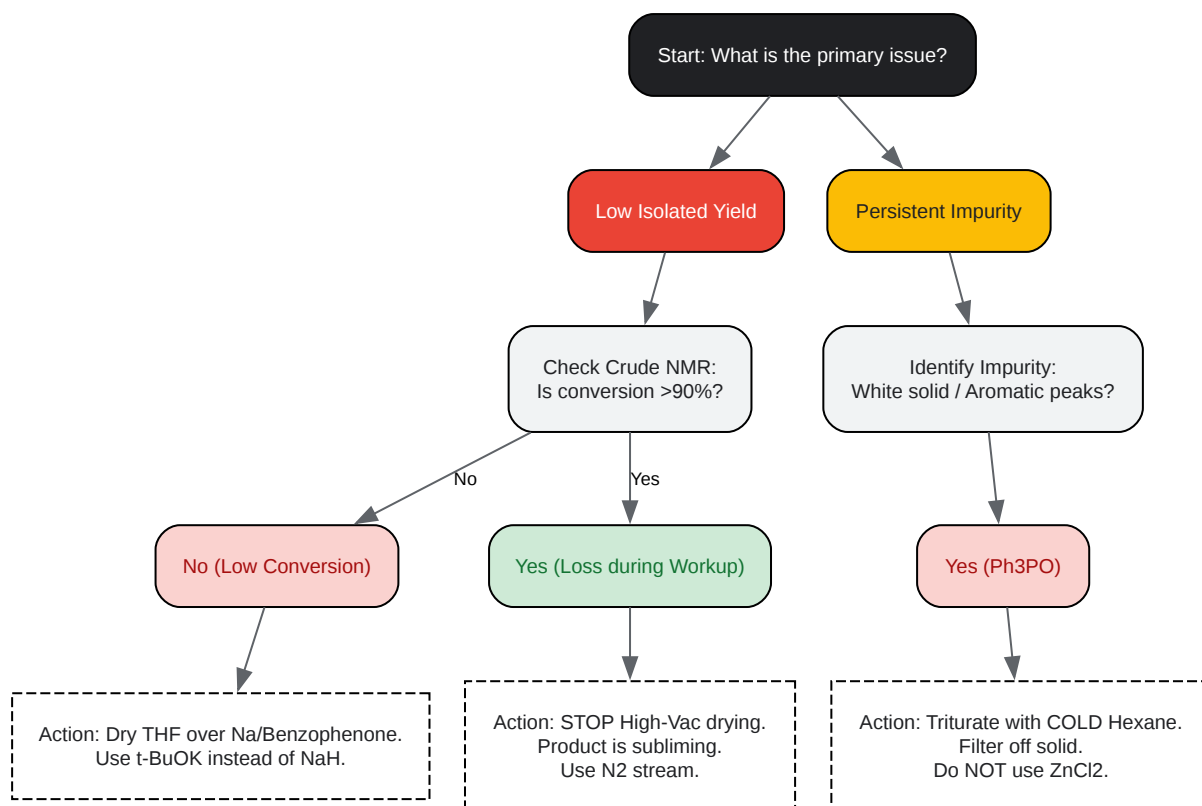 Start: What is the primary issue?
Low Isolated Yield
Persistent Impurity
Check Crude NMR:
Is conversion >90%?
Identify Impurity:
White solid / Aromatic peaks?
No
Yes
No (Low Conversion)
Yes (Loss during Workup)
Yes (Ph3PO)
Action: Dry THF over Na/Benzophenone.
Use t-BuOK instead of NaH.
Action: STOP High-Vac drying.
Product is subliming.
Use N2 stream.
Action: Triturate with COLD Hexane.
Filter off solid.
Do NOT use ZnCl2.